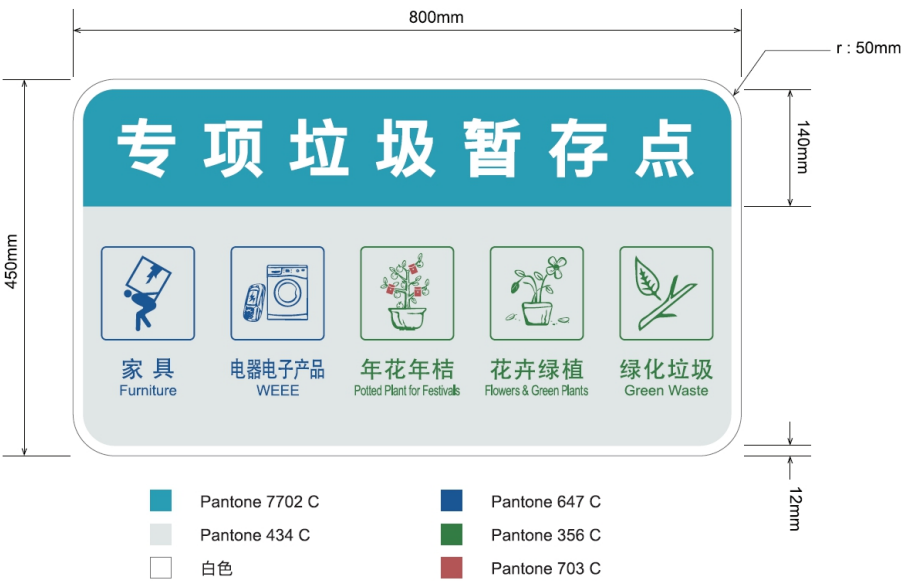 800mm
r : 50mm
专项垃圾暂存点
140mm
450mm
家具
电器电子产品
年花年桔
花卉绿植
绿化垃圾
Furniture
WEEE
Potted Plant for Festivals
Flowers & Green Plants
Green Waste
12mm
Pantone 7702 C
Pantone 647 C
Pantone 434 C
Pantone 356 C
白色
Pantone 703 C